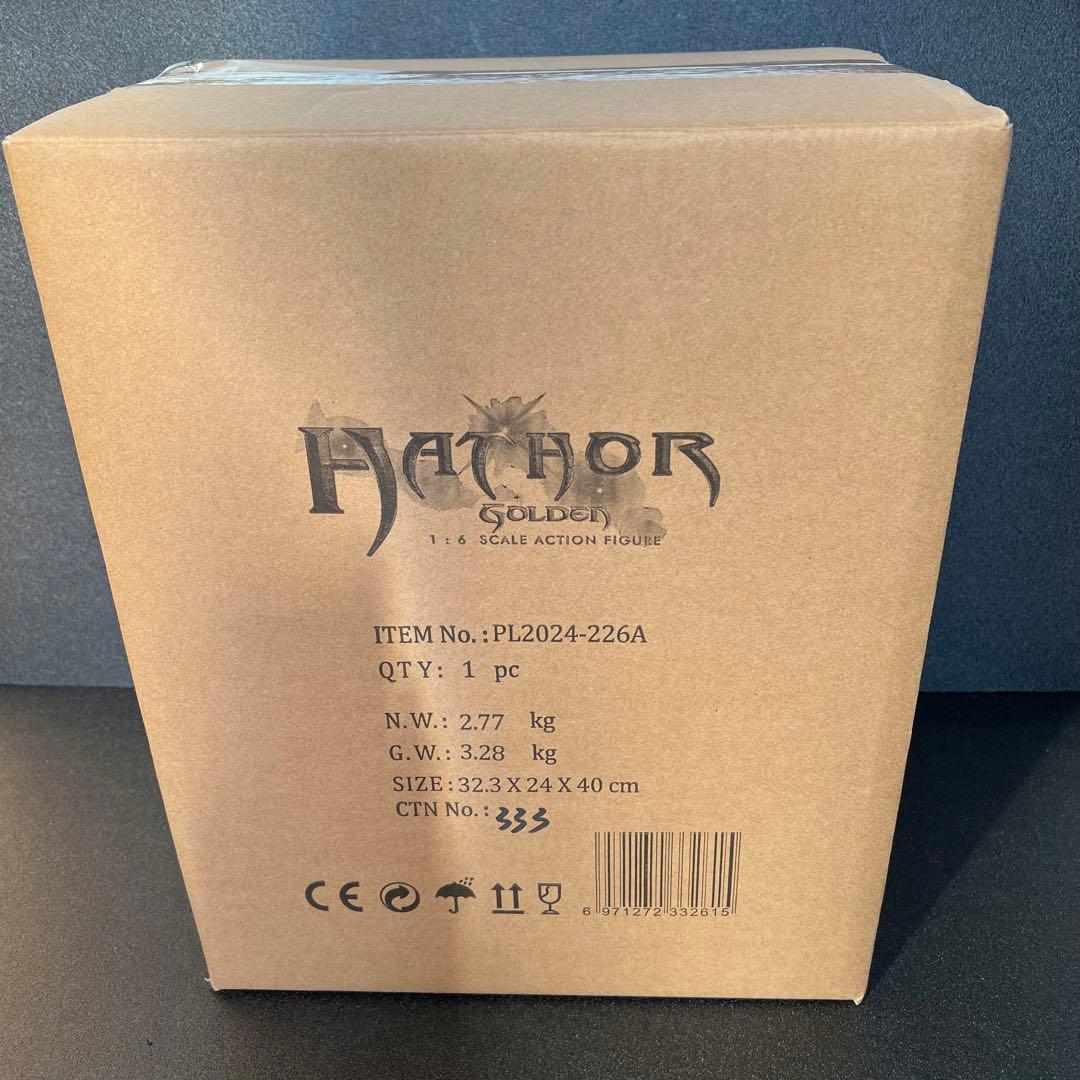 HATHOR
GOLDEN
1 : 6 SCALE ACTION FIGURE
ITEM No. : PL2024-226A
QTY: 1 pc
N.W.: 2.77 kg
G.W.: 3.28 kg
SIZE : 32.3 X 24 X 40 cm
CTN No. : 333
CE
6 971272 332615